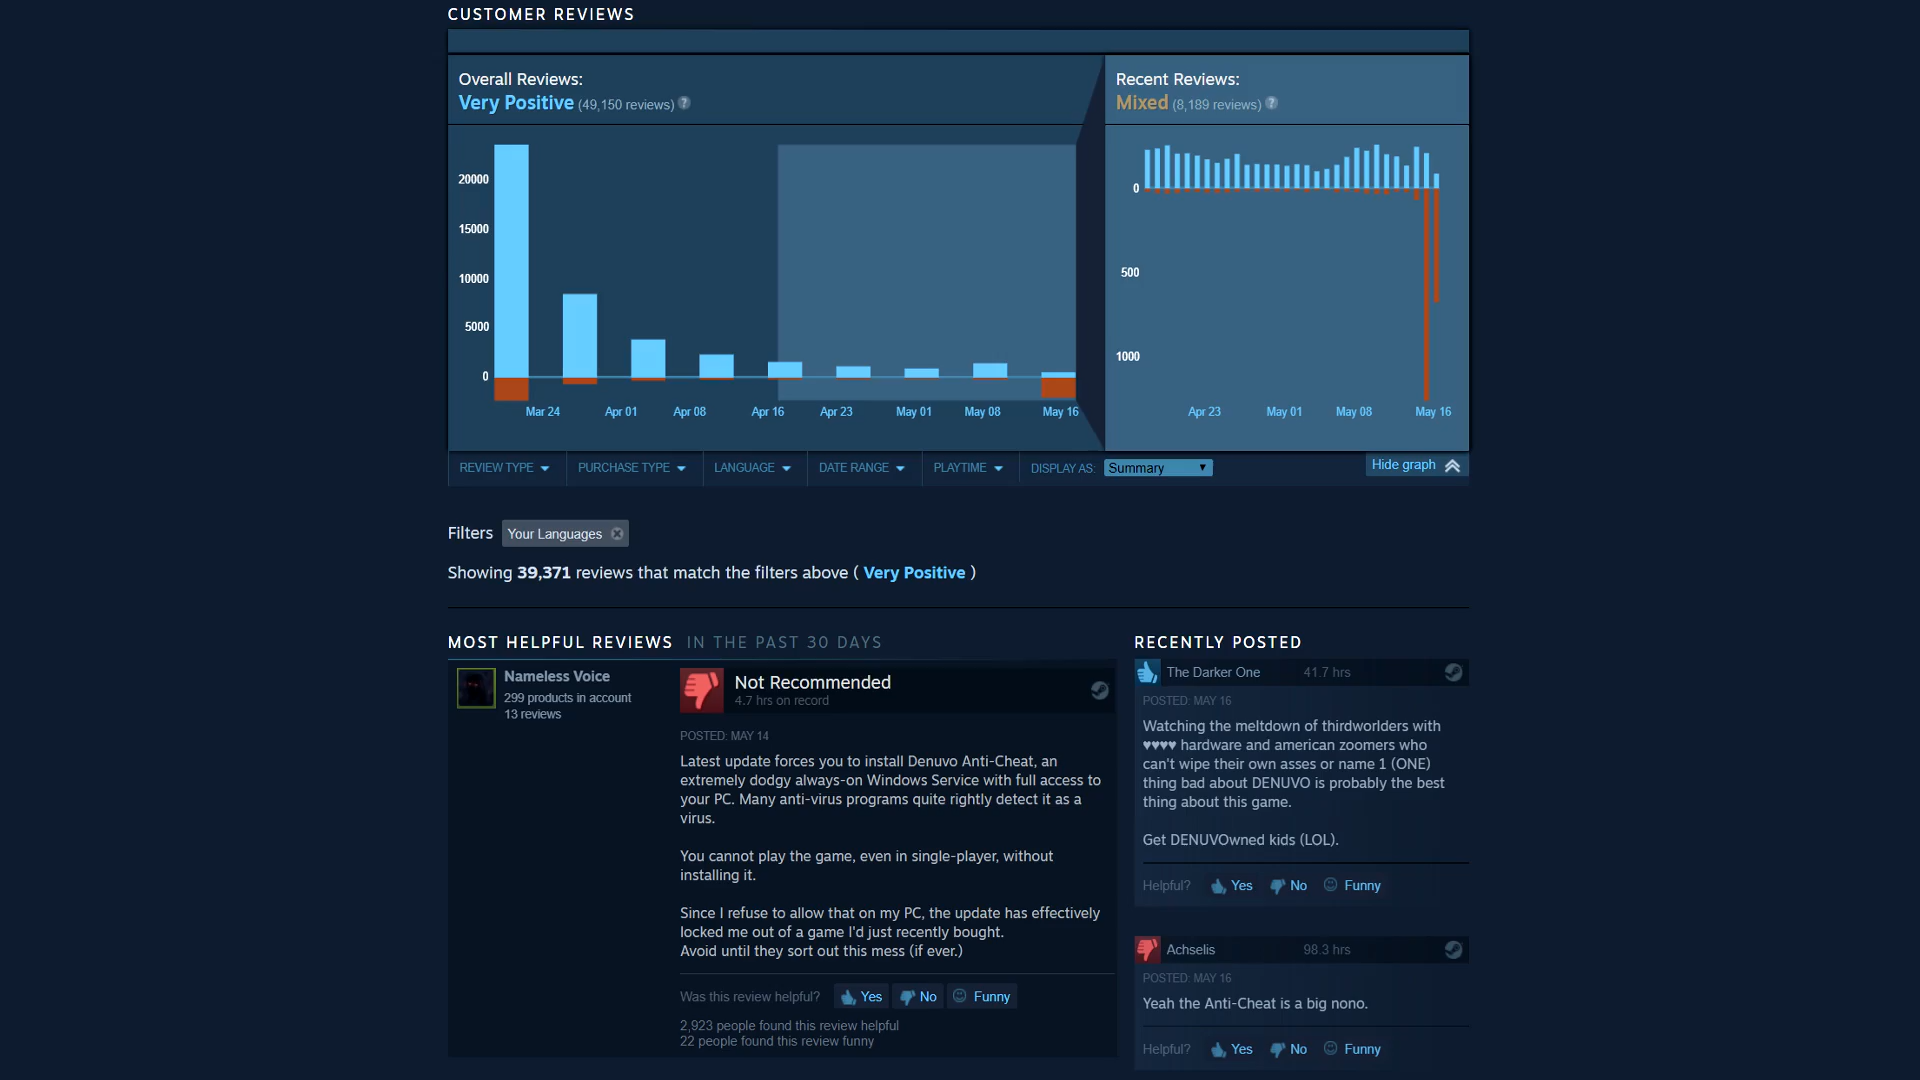 CUSTOMER REVIEWS
Overall Reviews:
Very Positive (49,150 reviews) ?
Recent Reviews:
Mixed (8,189 reviews) ?
20000
15000
10000
5000
0
Mar 24 Apr 01 Apr 08 Apr 16 Apr 23 May 01 May 08 May 16
0
500
1000
Apr 23 May 01 May 08 May 16
REVIEW TYPE PURCHASE TYPE LANGUAGE DATE RANGE PLAYTIME DISPLAY AS: Summary Hide graph
Filters Your Languages
Showing 39,371 reviews that match the filters above ( Very Positive )
MOST HELPFUL REVIEWS IN THE PAST 30 DAYS
Nameless Voice
299 products in account
13 reviews
Not Recommended
4.7 hrs on record
POSTED: MAY 14
Latest update forces you to install Denuvo Anti-Cheat, an
extremely dodgy always-on Windows Service with full access to
your PC. Many anti-virus programs quite rightly detect it as a
virus.
You cannot play the game, even in single-player, without
installing it.
Since I refuse to allow that on my PC, the update has effectively
locked me out of a game I'd just recently bought.
Avoid until they sort out this mess (if ever.)
Was this review helpful? Yes No Funny
2,923 people found this review helpful
22 people found this review funny
RECENTLY POSTED
The Darker One 41.7 hrs
POSTED: MAY 16
Watching the meltdown of thirdworlders with
♥♥♥♥ hardware and american zoomers who
can't wipe their own asses or name 1 (ONE)
thing bad about DENUVO is probably the best
thing about this game.
Get DENUVOwned kids (LOL).
Helpful? Yes No Funny
Achselis 98.3 hrs
POSTED: MAY 16
Yeah the Anti-Cheat is a big nono.
Helpful? Yes No Funny